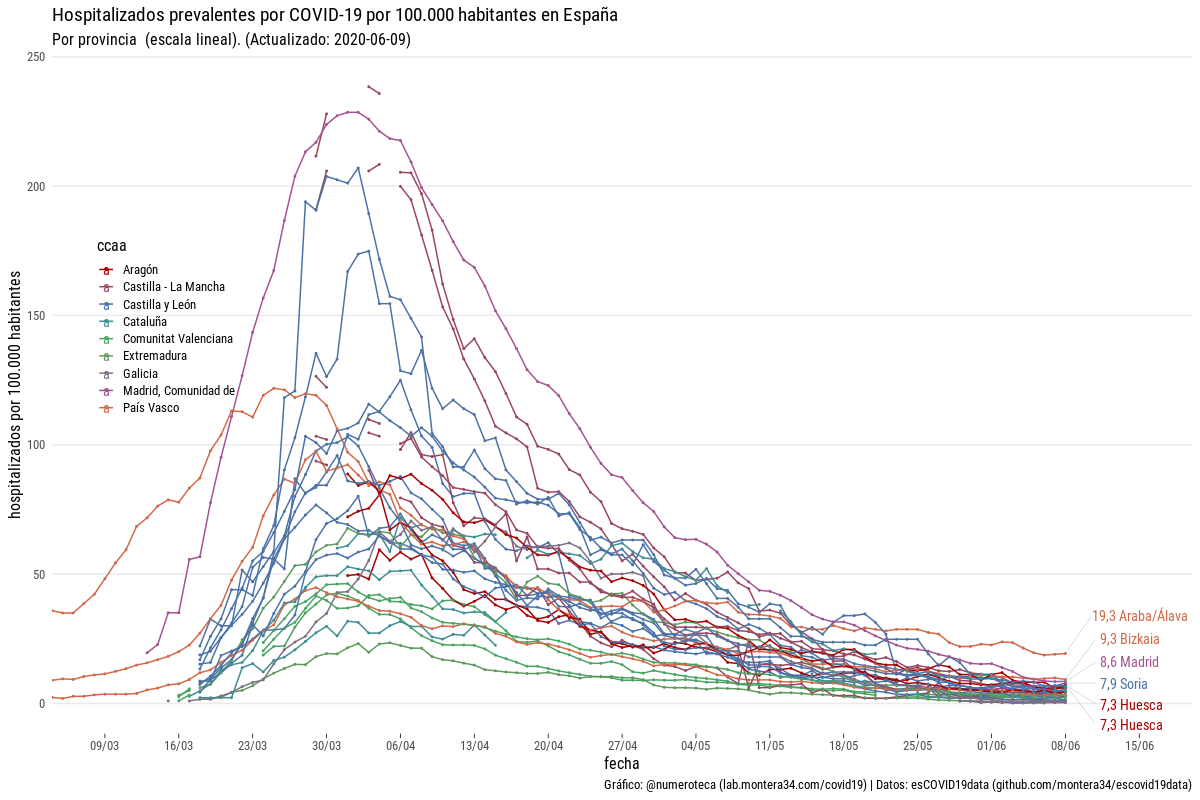 Hospitalizados prevalentes por COVID-19 por 100.000 habitantes en España
Por provincia  (escala lineal). (Actualizado: 2020-06-09)
250
200
150
100
50
0
hospitalizados por 100.000 habitantes
ccaa
Aragón
Castilla - La Mancha
Castilla y León
Cataluña
Comunitat Valenciana
Extremadura
Galicia
Madrid, Comunidad de
País Vasco
19,3 Araba/Álava
9,3 Bizkaia
8,6 Madrid
7,9 Soria
7,3 Huesca
7,3 Huesca
09/03 16/03 23/03 30/03 06/04 13/04 20/04 27/04 04/05 11/05 18/05 25/05 01/06 08/06 15/06
fecha
Gráfico: @numeroteca (lab.montera34.com/covid19) | Datos: esCOVID19data (github.com/montera34/escovid19data)